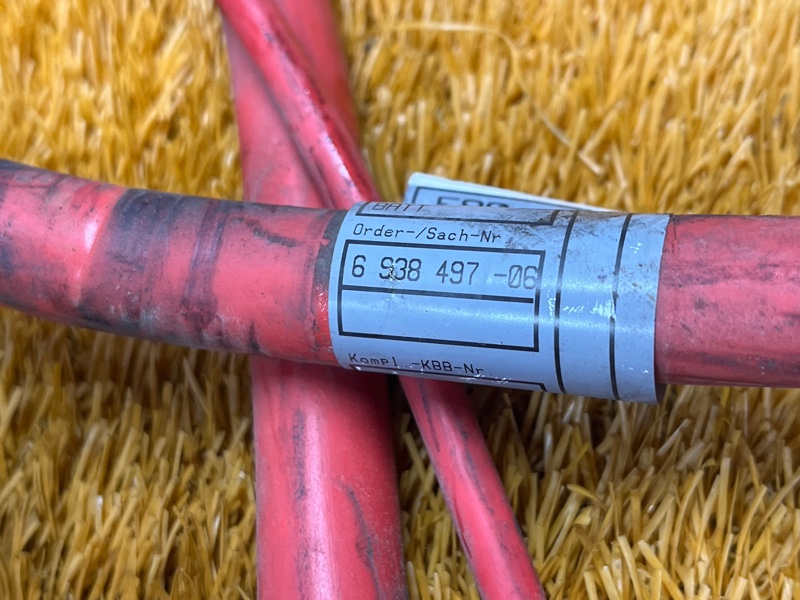 BATT
Order-/Sach-Nr
6 938 497 -06
Kompl.-KBB-Nr.